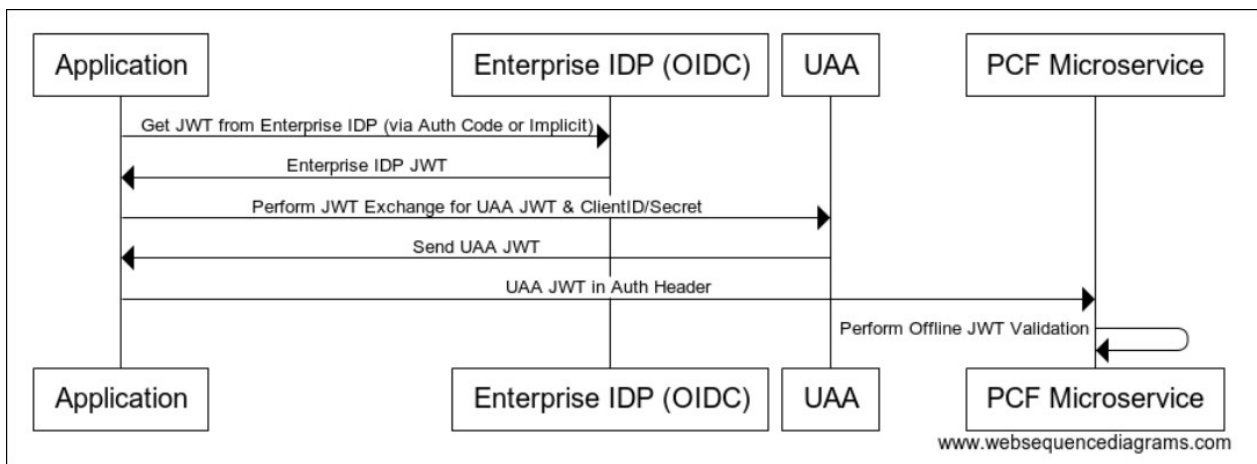 Application Enterprise IDP (OIDC) UAA PCF Microservice
Get JWT from Enterprise IDP (via Auth Code or Implicit)
Enterprise IDP JWT
Perform JWT Exchange for UAA JWT & ClientID/Secret
Send UAA JWT
UAA JWT in Auth Header
Perform Offline JWT Validation
Application Enterprise IDP (OIDC) UAA PCF Microservice
www.websequencediagrams.com